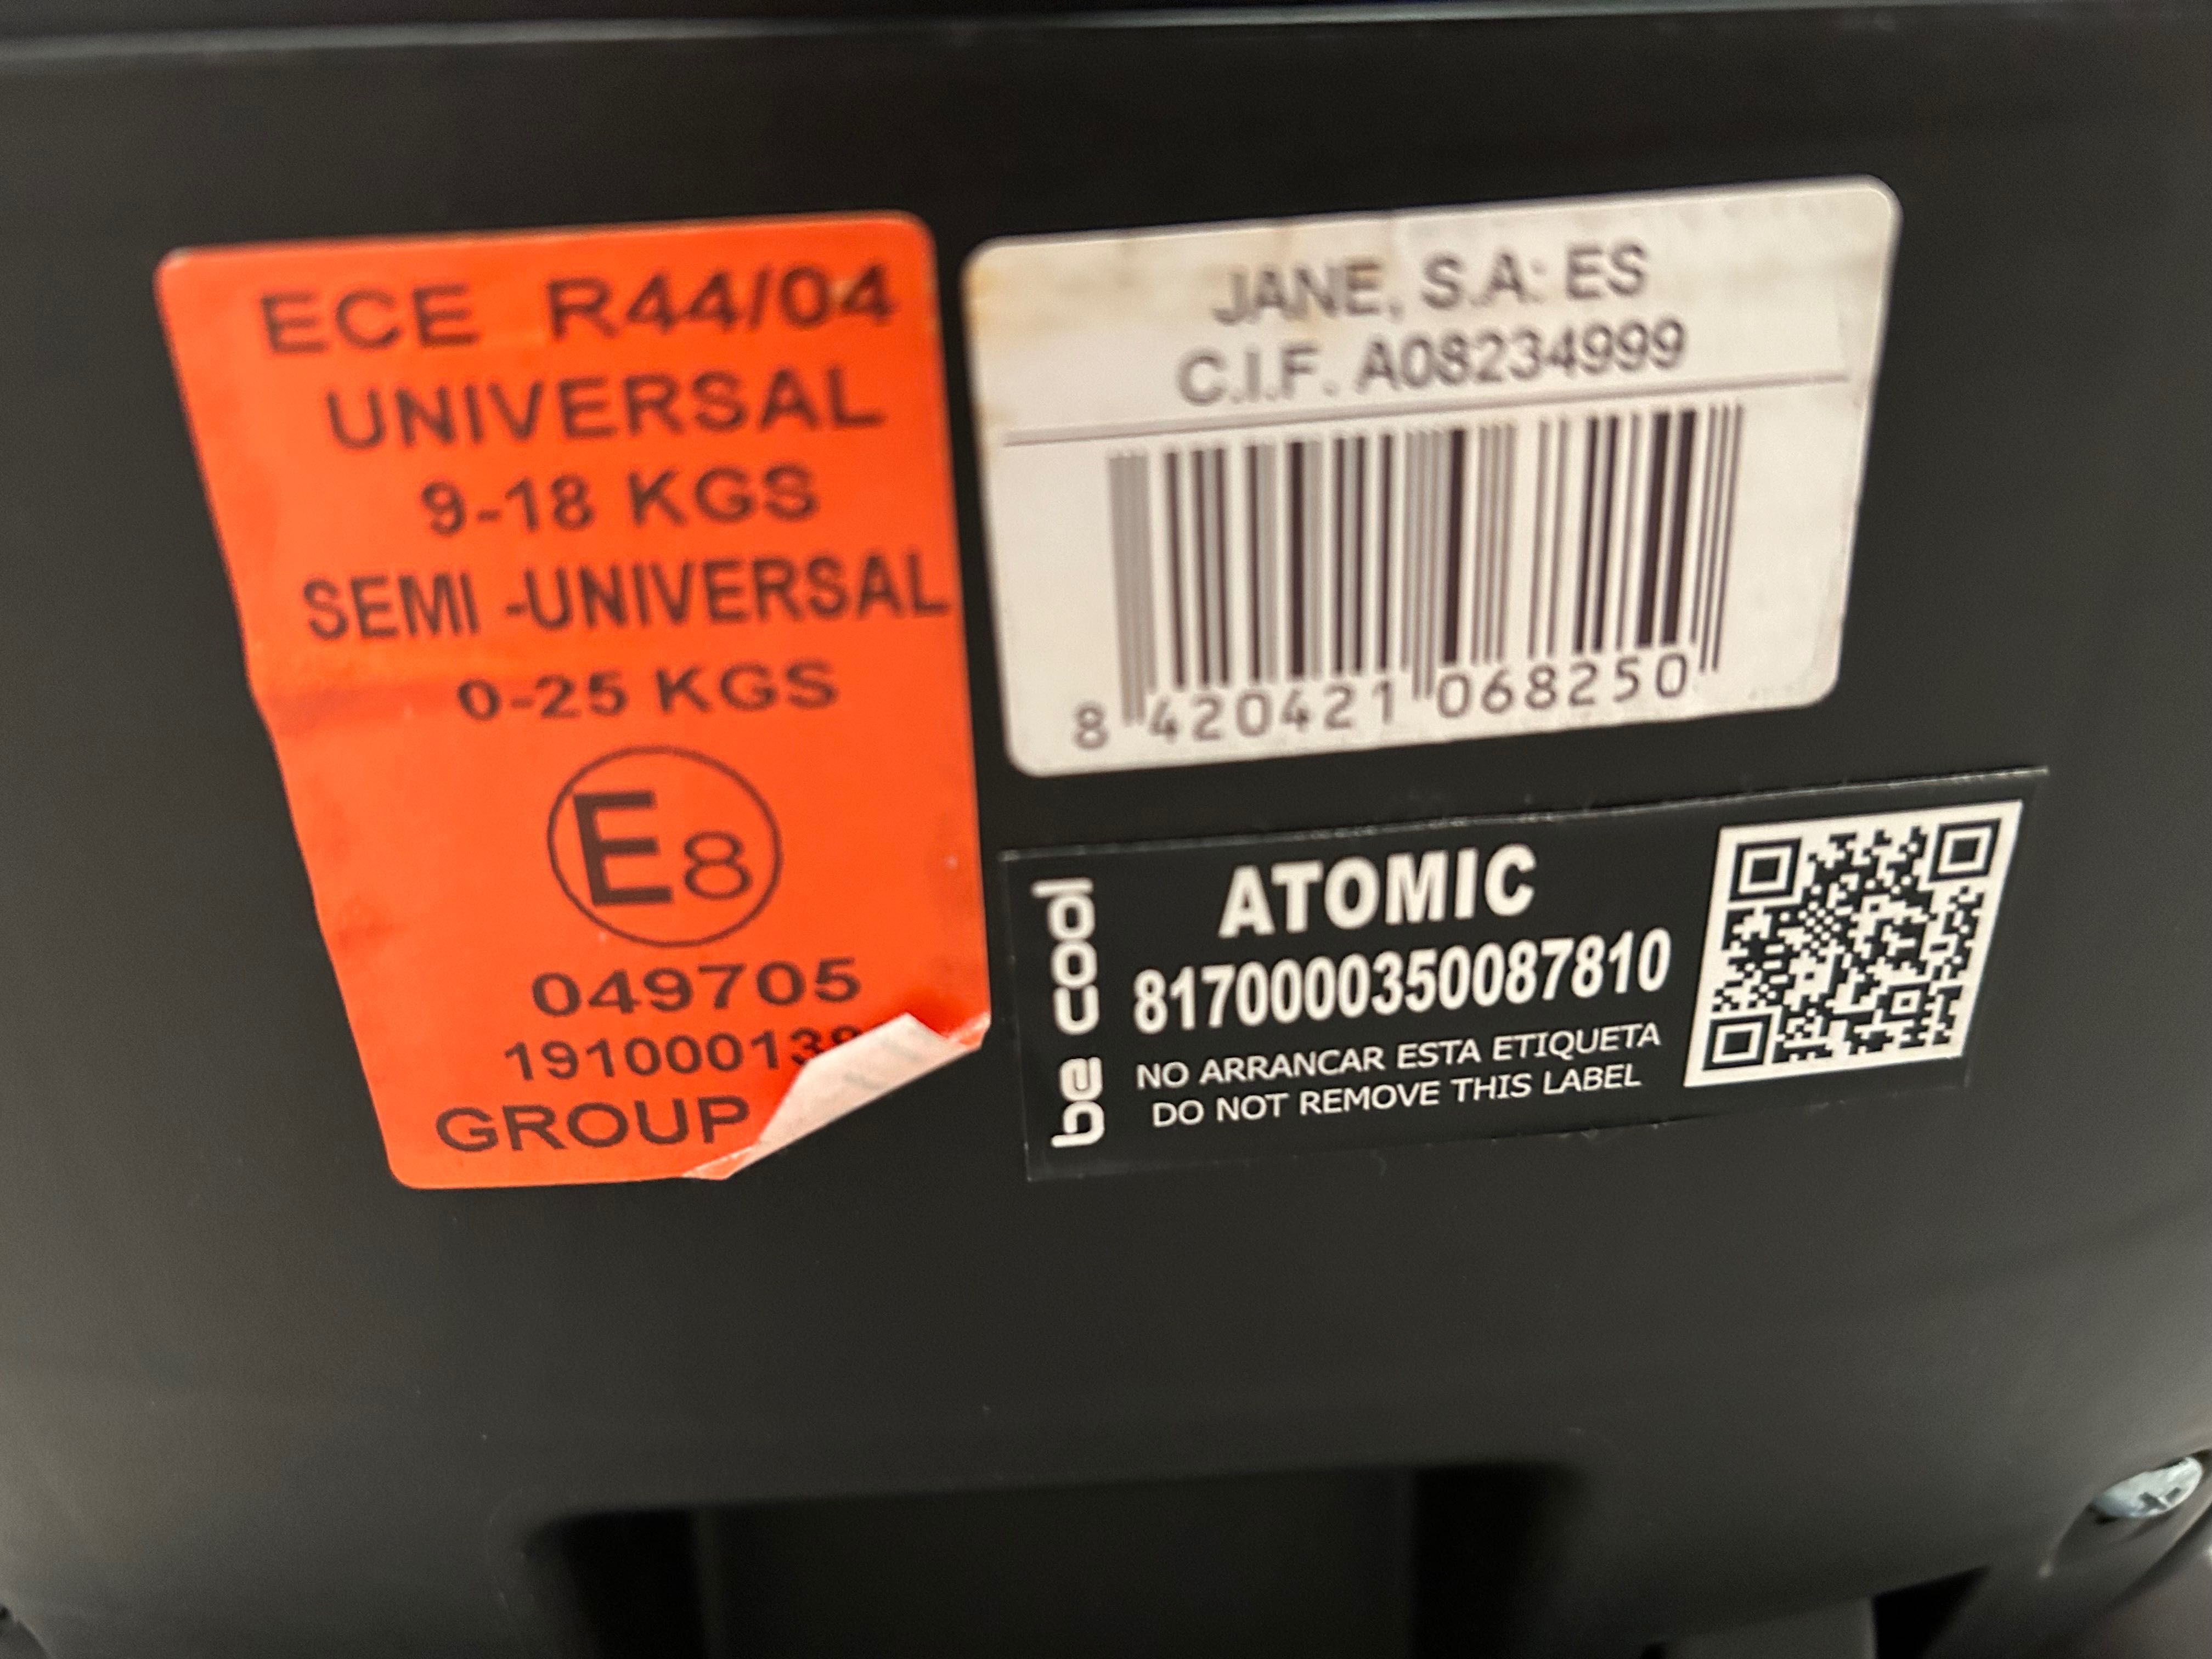 ECE R44/04
UNIVERSAL
9-18 KGS
SEMI -UNIVERSAL
0-25 KGS
E8
049705
GROUP
JANE, S.A: ES
C.I.F. A08234999
8 420421 068250
be cool
ATOMIC
8170000350087810
NO ARRANCAR ESTA ETIQUETA
DO NOT REMOVE THIS LABEL